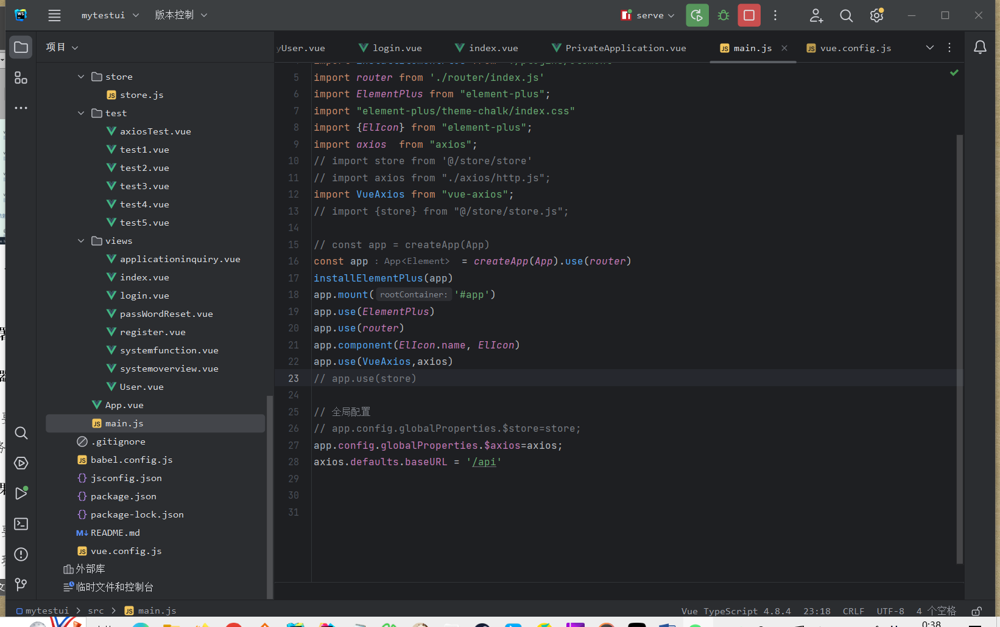 mytestui
版本控制
serve
项目
yUser.vue
login.vue
index.vue
PrivateApplication.vue
main.js
vue.config.js
store
store.js
test
axiosTest.vue
test1.vue
test2.vue
test3.vue
test4.vue
test5.vue
views
applicationinquiry.vue
index.vue
login.vue
passWordReset.vue
register.vue
systemfunction.vue
systemoverview.vue
User.vue
App.vue
main.js
.gitignore
babel.config.js
jsconfig.json
package.json
package-lock.json
README.md
vue.config.js
外部库
临时文件和控制台
5 import router from './router/index.js'
6 import ElementPlus from "element-plus";
7 import "element-plus/theme-chalk/index.css"
8 import {ElIcon} from "element-plus";
9 import axios  from "axios";
10 // import store from '@/store/store'
11 // import axios from "./axios/http.js";
12 import VueAxios from "vue-axios";
13 // import {store} from "@/store/store.js";
14
15 // const app = createApp(App)
16 const app : App<Element>  = createApp(App).use(router)
17 installElementPlus(app)
18 app.mount( rootContainer: '#app')
19 app.use(ElementPlus)
20 app.use(router)
21 app.component(ElIcon.name, ElIcon)
22 app.use(VueAxios,axios)
23 // app.use(store)
24
25 // 全局配置
26 // app.config.globalProperties.$store=store;
27 app.config.globalProperties.$axios=axios;
28 axios.defaults.baseURL = '/api'
29
30
31
mytestui > src > main.js
Vue TypeScript 4.8.4 23:18 CRLF UTF-8 4 个空格
0:38